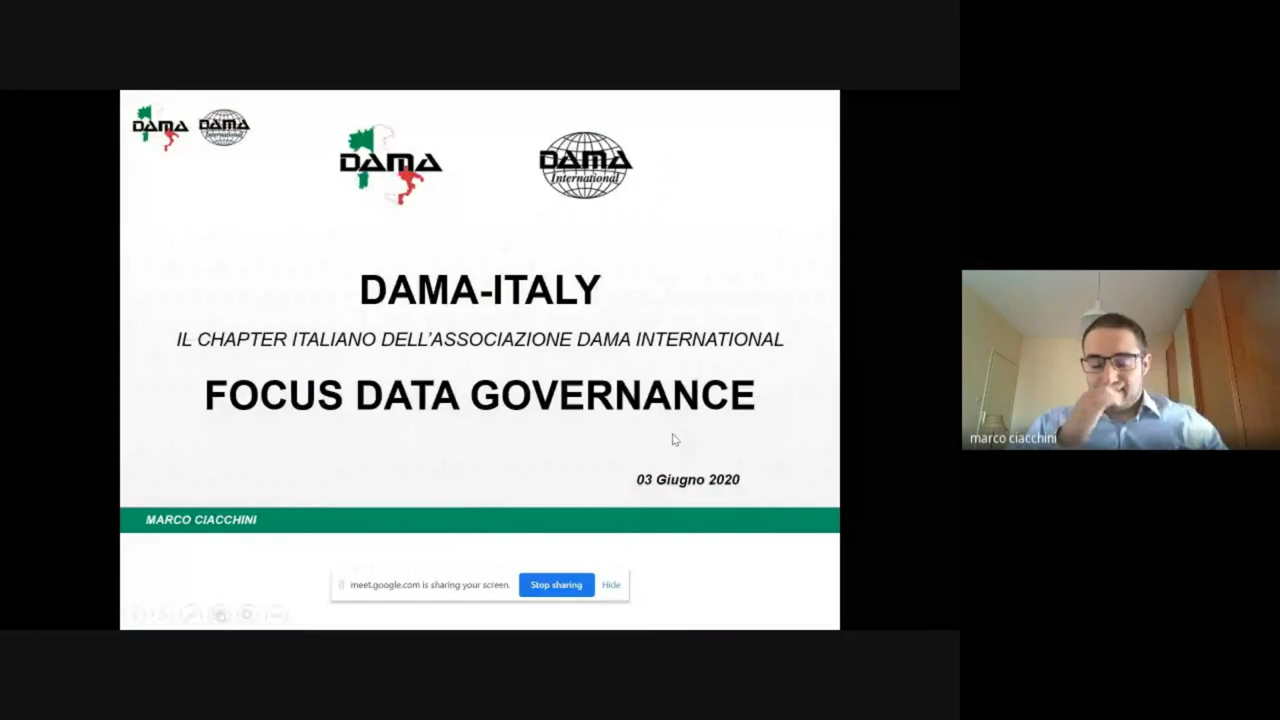 DAMA
DAMA
International
DAMA
DAMA
International
DAMA-ITALY
IL CHAPTER ITALIANO DELL'ASSOCIAZIONE DAMA INTERNATIONAL
FOCUS DATA GOVERNANCE
03 Giugno 2020
MARCO CIACCHINI
meet.google.com is sharing your screen.
Stop sharing
Hide
marco ciacchini